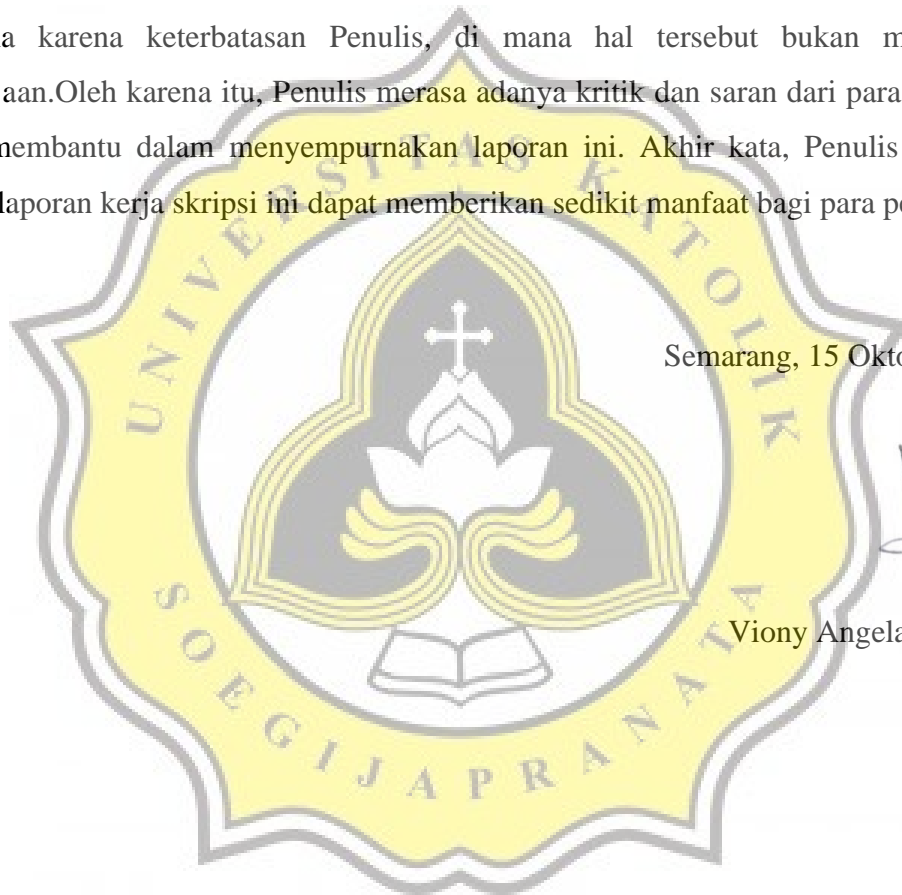 a karena keterbatasan Penulis, di mana hal tersebut bukan m
aan.Oleh karena itu, Penulis merasa adanya kritik dan saran dari para
membantu dalam menyempurnakan laporan ini. Akhir kata, Penulis
laporan kerja skripsi ini dapat memberikan sedikit manfaat bagi para pe
UNIVERSITAS KATOLIK
SOEGIJAPRANATA
Semarang, 15 Okto
Viony Angela